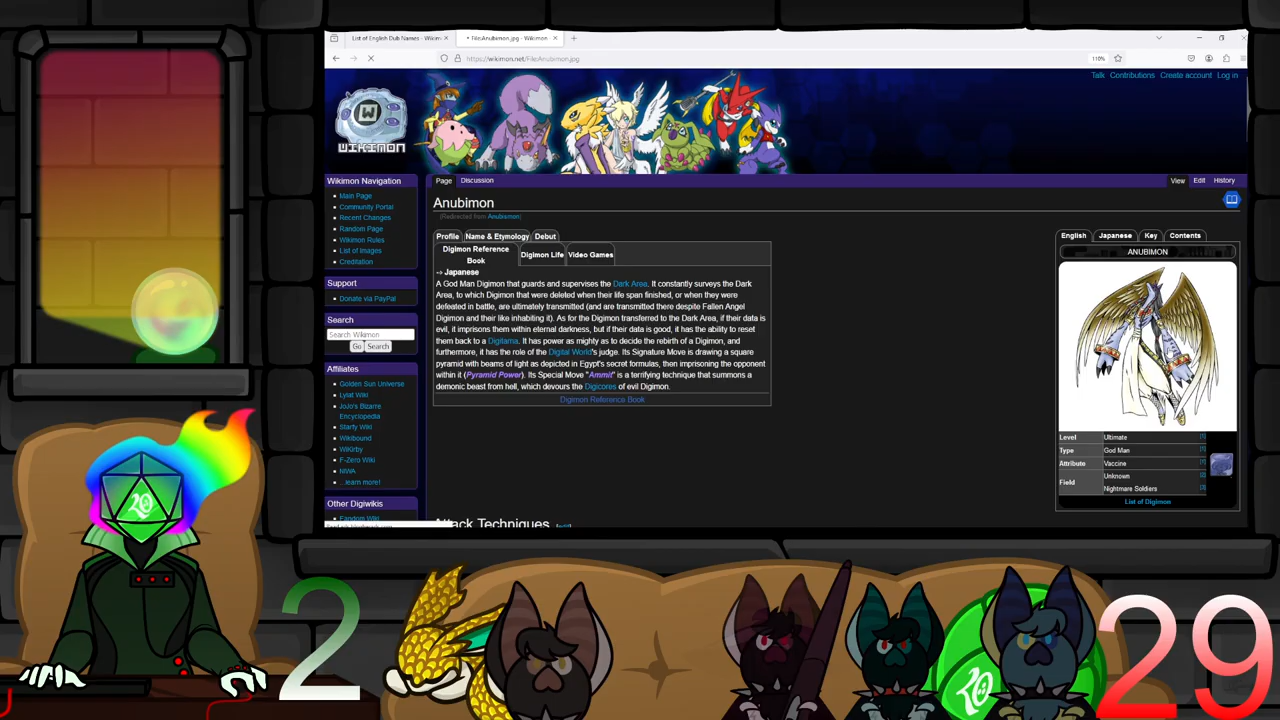 List of English Dub Names - Wikim
File:Anubimon.jpg - Wikimon
https://wikimon.net/File:Anubimon.jpg
110%
Talk Contributions Create account Log in
W
WIKIMON
Wikimon Navigation
Main Page
Community Portal
Recent Changes
Random Page
Wikimon Rules
List of Images
Creditation
Support
Donate via PayPal
Search
Search Wikimon
Go Search
Affiliates
Golden Sun Universe
Lylat Wiki
JoJo's Bizarre
Encyclopedia
Starfy Wiki
Wikibound
WiKirby
F-Zero Wiki
NIWA
...learn more!
Other Digiwikis
Fandom Wiki
Page Discussion
View Edit History
Anubimon
(Redirected from Anubismon)
Profile Name & Etymology Debut
Digimon Reference
Book
Digimon Life Video Games
Japanese
A God Man Digimon that guards and supervises the Dark Area. It constantly surveys the Dark
Area, to which Digimon that were deleted when their life span finished, or when they were
defeated in battle, are ultimately transmitted (and are transmitted there despite Fallen Angel
Digimon and their like inhabiting it). As for the Digimon transferred to the Dark Area, if their data is
evil, it imprisons them within eternal darkness, but if their data is good, it has the ability to reset
them back to a Digitama. It has power as mighty as to decide the rebirth of a Digimon, and
furthermore, it has the role of the Digital World's judge. Its Signature Move is drawing a square
pyramid with beams of light as depicted in Egypt's secret formulas, then imprisoning the opponent
within it (Pyramid Power). Its Special Move "Ammit" is a terrifying technique that summons a
demonic beast from hell, which devours the Digicores of evil Digimon.
Digimon Reference Book
Attack Techniques [edit]
English Japanese Key Contents
ANUBIMON
Level Ultimate [1]
Type God Man [1]
Attribute Vaccine [1]
Field Unknown [2]
Nightmare Soldiers [3]
List of Digimon
20
2
20
29